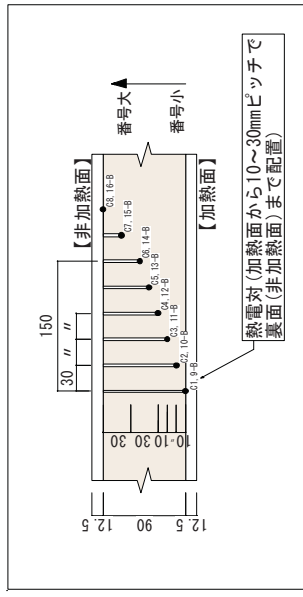 150
30
〃
〃
【非加熱面】
番号大
番号小
【加熱面】
C8, 16-B
C7, 15-B
C6, 14-B
C5, 13-B
C4, 12-B
C3, 11-B
C2, 10-B
C1, 9-B
12.5
90
12.5
30
30
10
〃
10
熱電対(加熱面から10～30mmピッチで
裏面(非加熱面)まで配置)